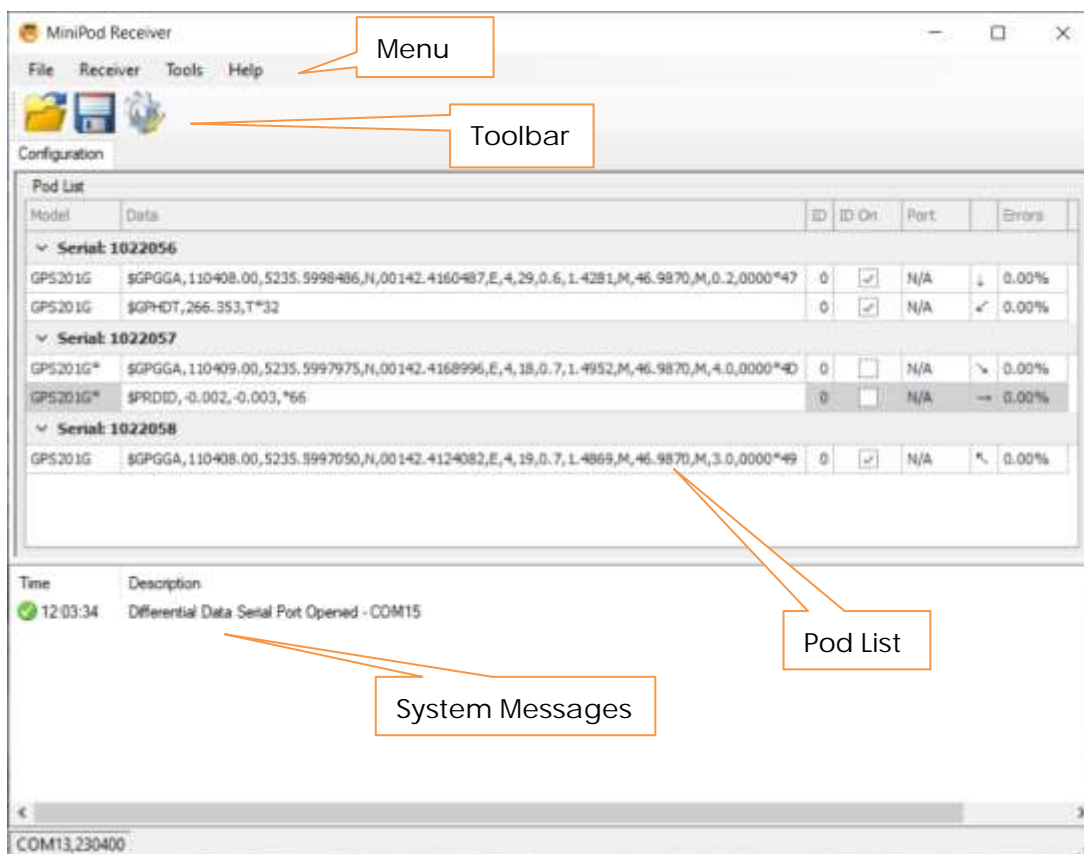 MiniPod Receiver
Menu
File Receiver Tools Help
Toolbar
Configuration
Pod List
Model Data ID ID On Port Errors
Serial: 1022056
GPS201G $GPGGA,110408.00,5235.5998486,N,00142.4160487,E,4,29,0.6,1.4281,M,46.9870,M,0.2,0000*47 0 N/A ↓ 0.00%
GPS201G $GPHDT,266.353,T*32 0 N/A ↙ 0.00%
Serial: 1022057
GPS201G* $GPGGA,110409.00,5235.5997975,N,00142.4168996,E,4,18,0.7,1.4952,M,46.9870,M,4.0,0000*4D 0 N/A ↘ 0.00%
GPS201G* $PRDID,-0.002,-0.003,*66 0 N/A → 0.00%
Serial: 1022058
GPS201G $GPGGA,110408.00,5235.5997050,N,00142.4124082,E,4,19,0.7,1.4869,M,46.9870,M,3.0,0000*49 0 N/A ↖ 0.00%
Time Description
12:03:34 Differential Data Serial Port Opened - COM15
Pod List
System Messages
COM13,230400